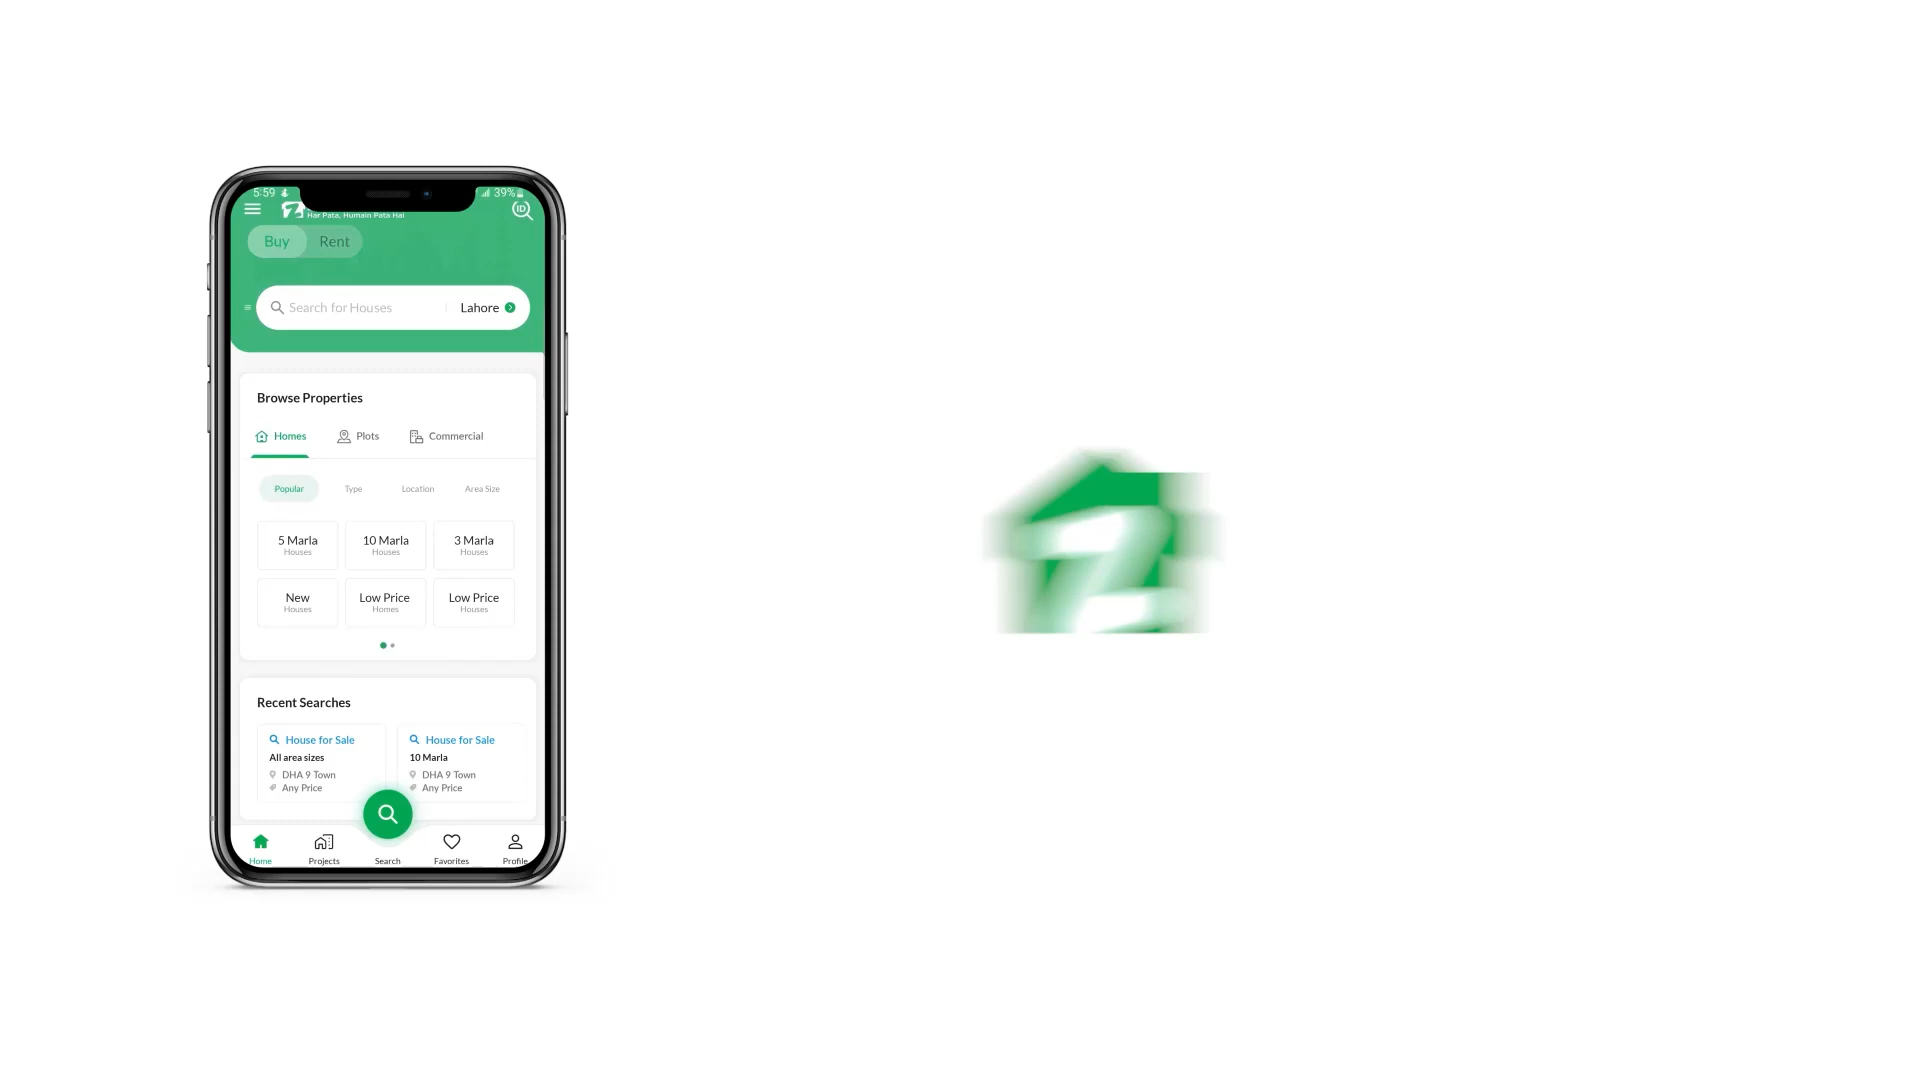 5:59
39%
Har Pata, Humain Pata Hai
ID
Buy Rent
Search for Houses Lahore
Browse Properties
Homes Plots Commercial
Popular Type Location Area Size
5 Marla 10 Marla 3 Marla
Houses Houses Houses
New Low Price Low Price
Houses Homes Houses
Recent Searches
House for Sale House for Sale
All area sizes 10 Marla
DHA 9 Town DHA 9 Town
Any Price Any Price
Home Projects Search Favorites Profile
Z